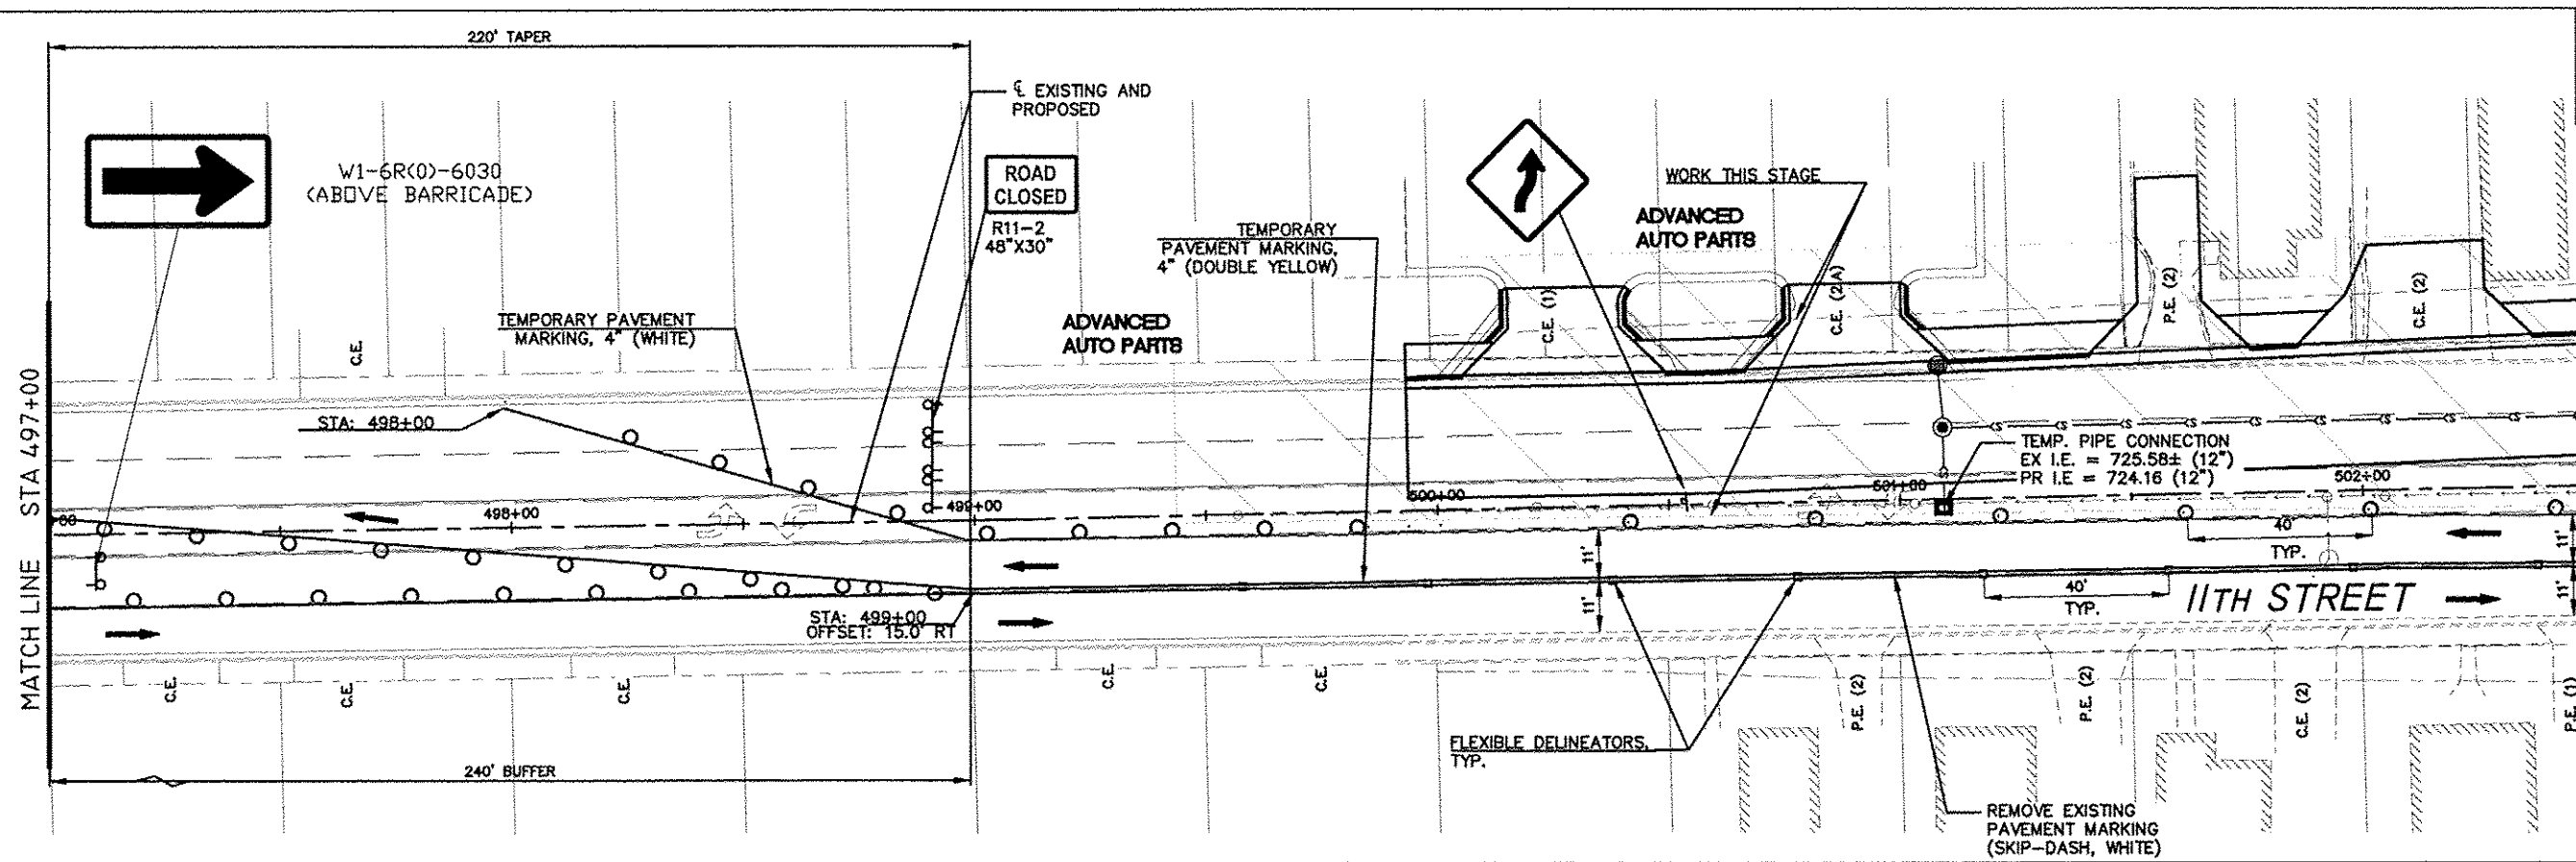 220' TAPER
℄ EXISTING AND
PROPOSED
W1-6R(O)-6030
(ABOVE BARRICADE)
ROAD
CLOSED
R11-2
48"X30"
TEMPORARY
PAVEMENT MARKING,
4" (DOUBLE YELLOW)
WORK THIS STAGE
ADVANCED
AUTO PARTS
TEMPORARY PAVEMENT
MARKING, 4" (WHITE)
ADVANCED
AUTO PARTS
C.E.
C.E. (1)
C.E. (2A)
P.E. (2)
C.E. (2)
STA: 498+00
MATCH LINE STA 497+00
498+00
499+00
500+00
501+00
502+00
TEMP. PIPE CONNECTION
EX I.E. = 725.58± (12")
PR I.E = 724.16 (12")
40'
TYP.
11'
11'
11'
11'
40'
TYP.
11TH STREET
STA: 499+00
OFFSET: 15.0' RT
C.E.
C.E.
C.E.
C.E.
C.E.
P.E. (2)
P.E. (2)
C.E. (2)
P.E. (1)
FLEXIBLE DELINEATORS,
TYP.
240' BUFFER
REMOVE EXISTING
PAVEMENT MARKING
(SKIP-DASH, WHITE)